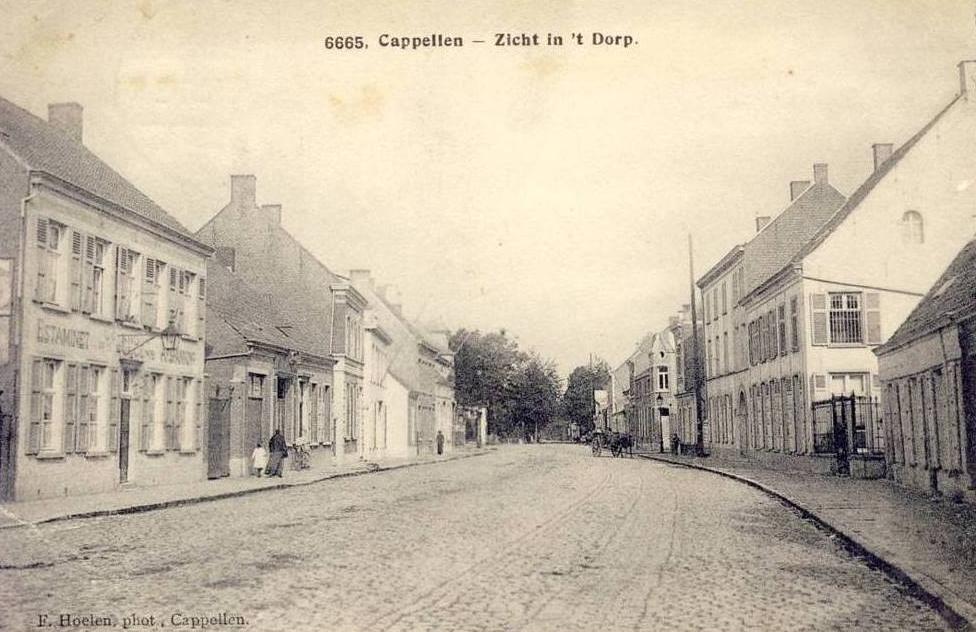 6665, Cappellen — Zicht in 't Dorp.
ESTAMINET
F. Hoelen, phot , Cappellen.